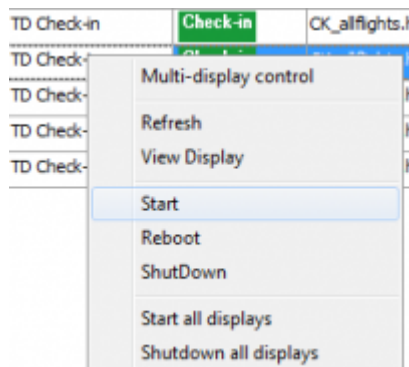 TD Check-in Check-in CK_allflights.h
TD Check-
Multi-display control
TD Check-
Refresh
TD Check-
View Display
TD Check-
Start
Reboot
ShutDown
Start all displays
Shutdown all displays